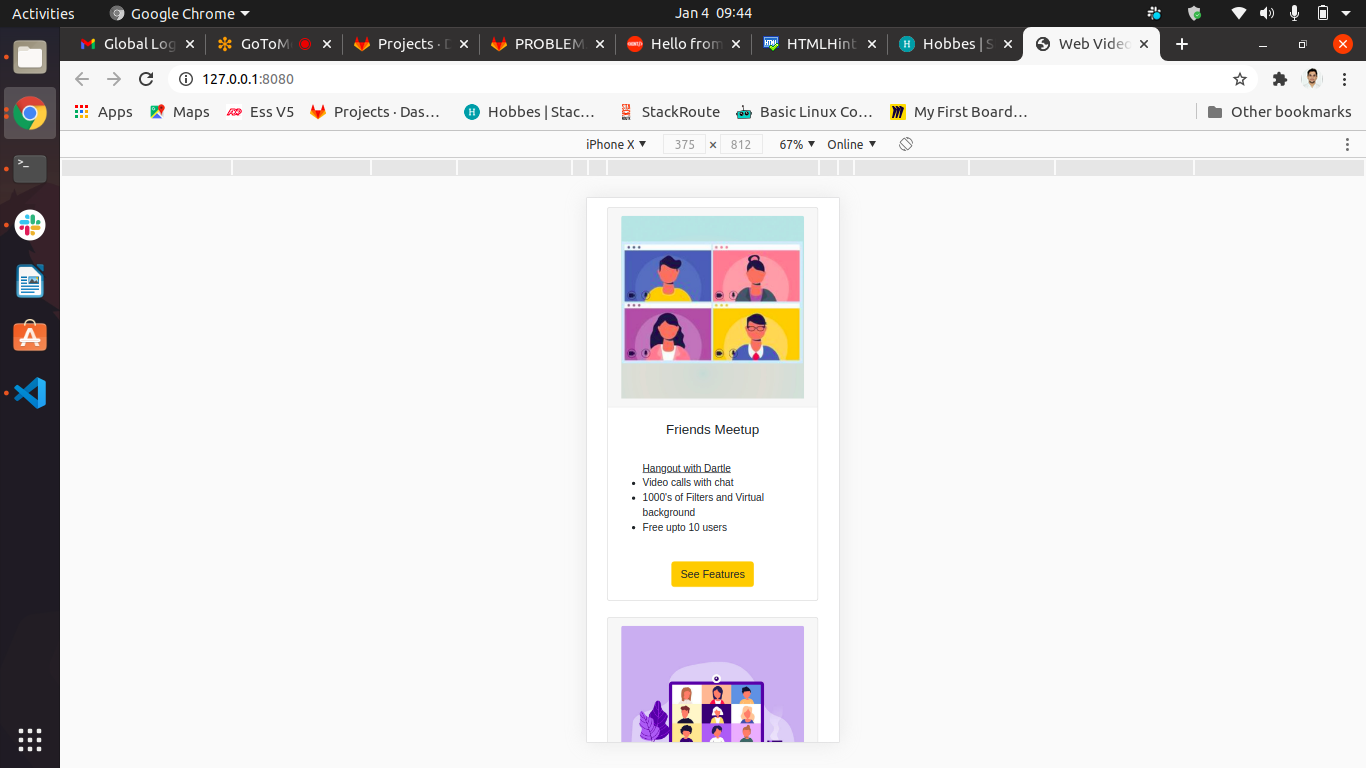 Activities
Google Chrome
Jan 4 09:44
Global Log
GoToM
Projects · D
PROBLEM
Hello from
HTMLHint
Hobbes | S
Web Video
127.0.0.1:8080
Apps
Maps
Ess V5
Projects · Das…
Hobbes | Stac…
StackRoute
Basic Linux Co…
My First Board…
Other bookmarks
iPhone X
375 × 812
67%
Online
Friends Meetup
Hangout with Dartle
Video calls with chat
1000's of Filters and Virtual
background
Free upto 10 users
See Features